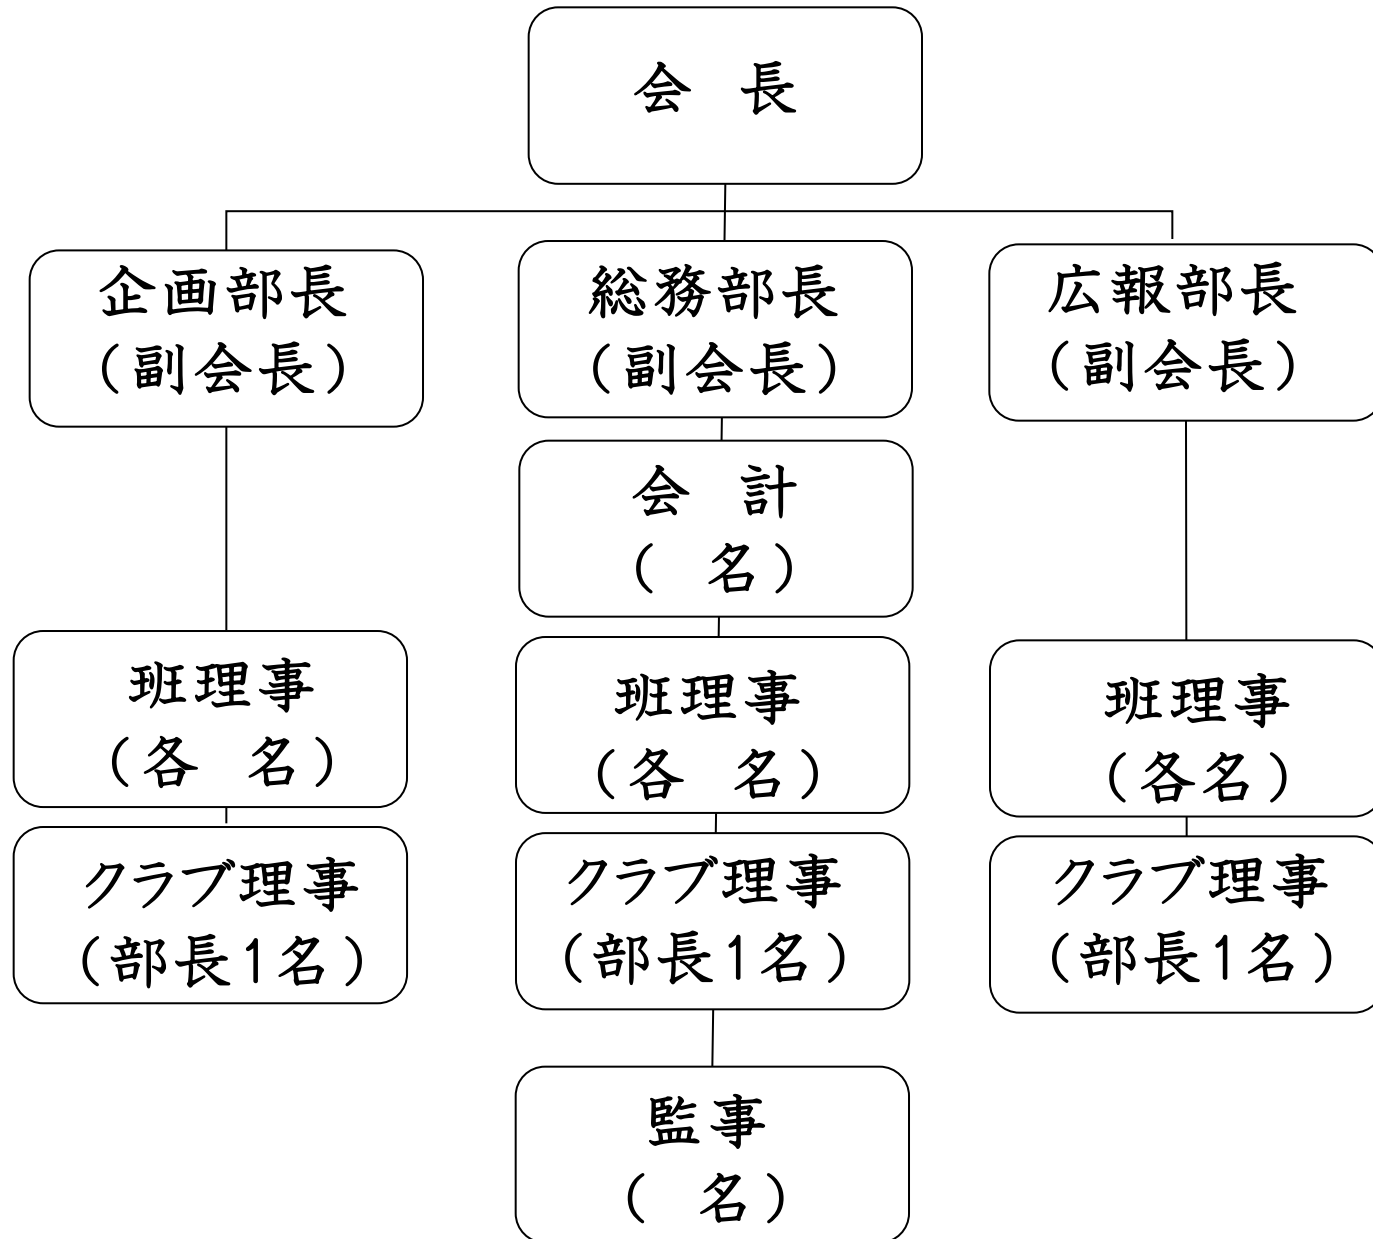 会　長
企画部長
（副会長）
総務部長
（副会長）
広報部長
（副会長）
会　計
（　名）
班理事
（各　名）
班理事
（各　名）
班理事
（各名）
クラブ理事
（部長1名）
クラブ理事
（部長1名）
クラブ理事
（部長1名）
監事
（　名）